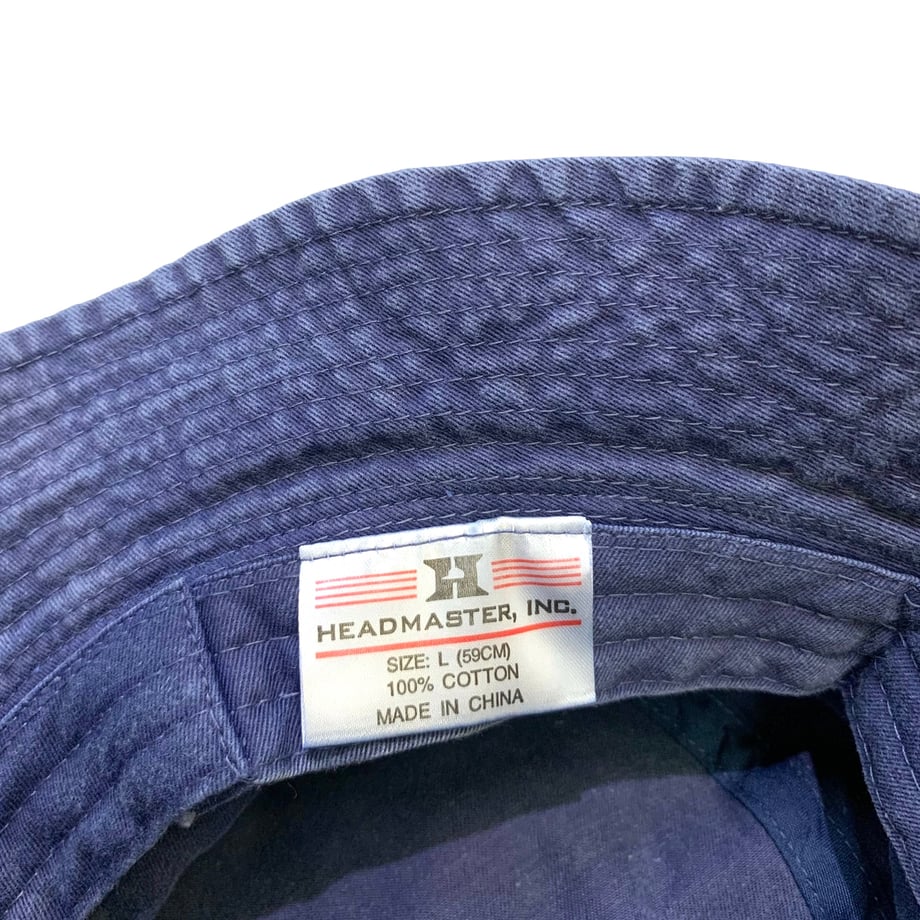 H
HEADMASTER, INC.
SIZE: L (59CM)
100% COTTON
MADE IN CHINA